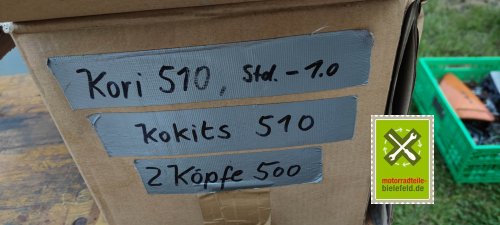 Kori 510, Std. - 1.0
Kokits 510
2 Köpfe 500
motorradteile-
bielefeld.de